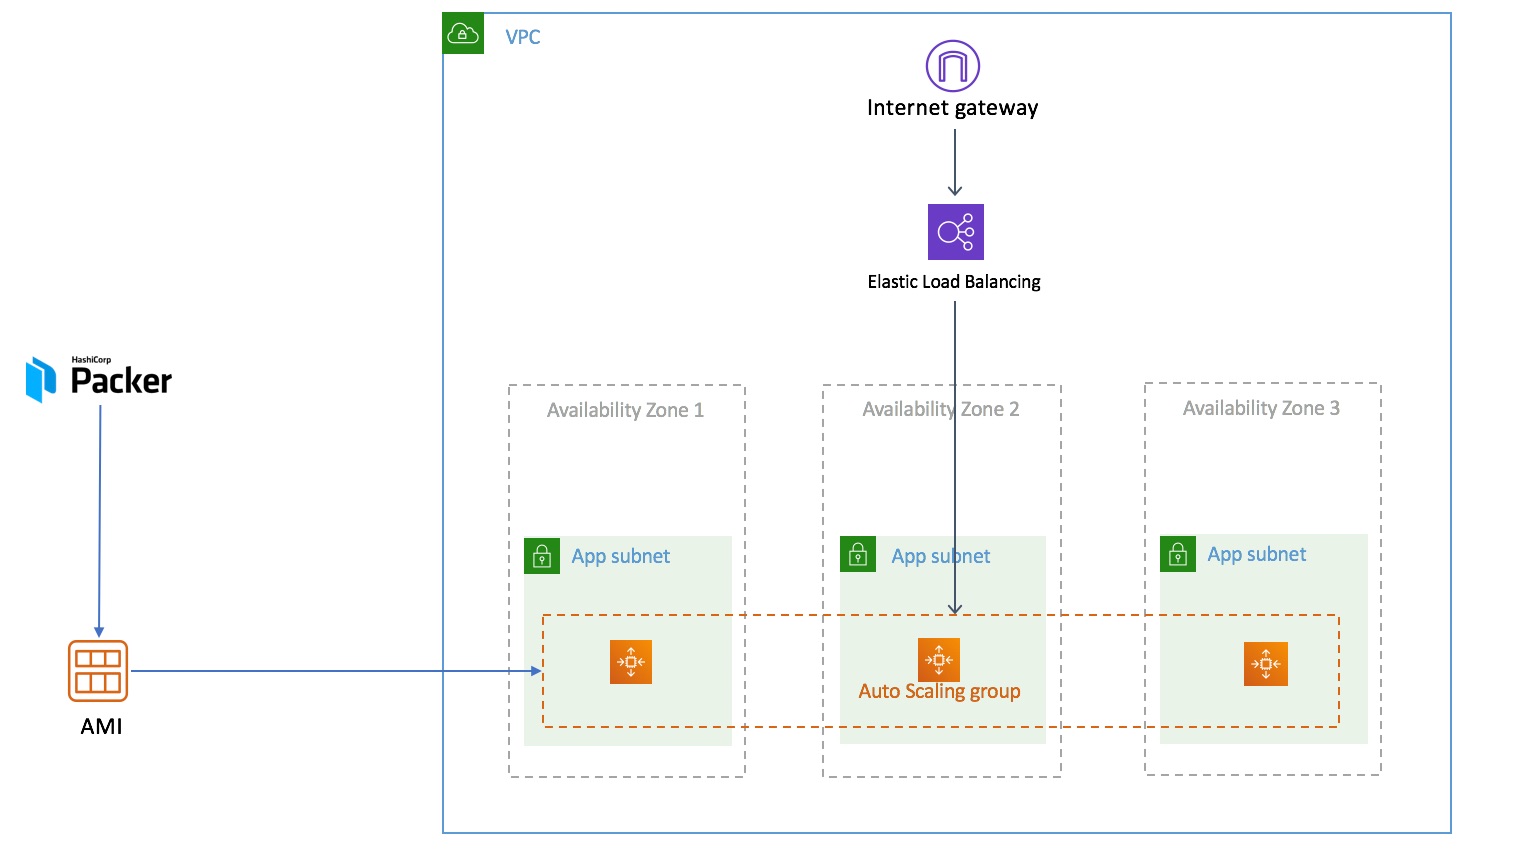 VPC
Internet gateway
Elastic Load Balancing
HashiCorp
Packer
Availability Zone 1
Availability Zone 2
Availability Zone 3
App subnet
App subnet
App subnet
Auto Scaling group
AMI